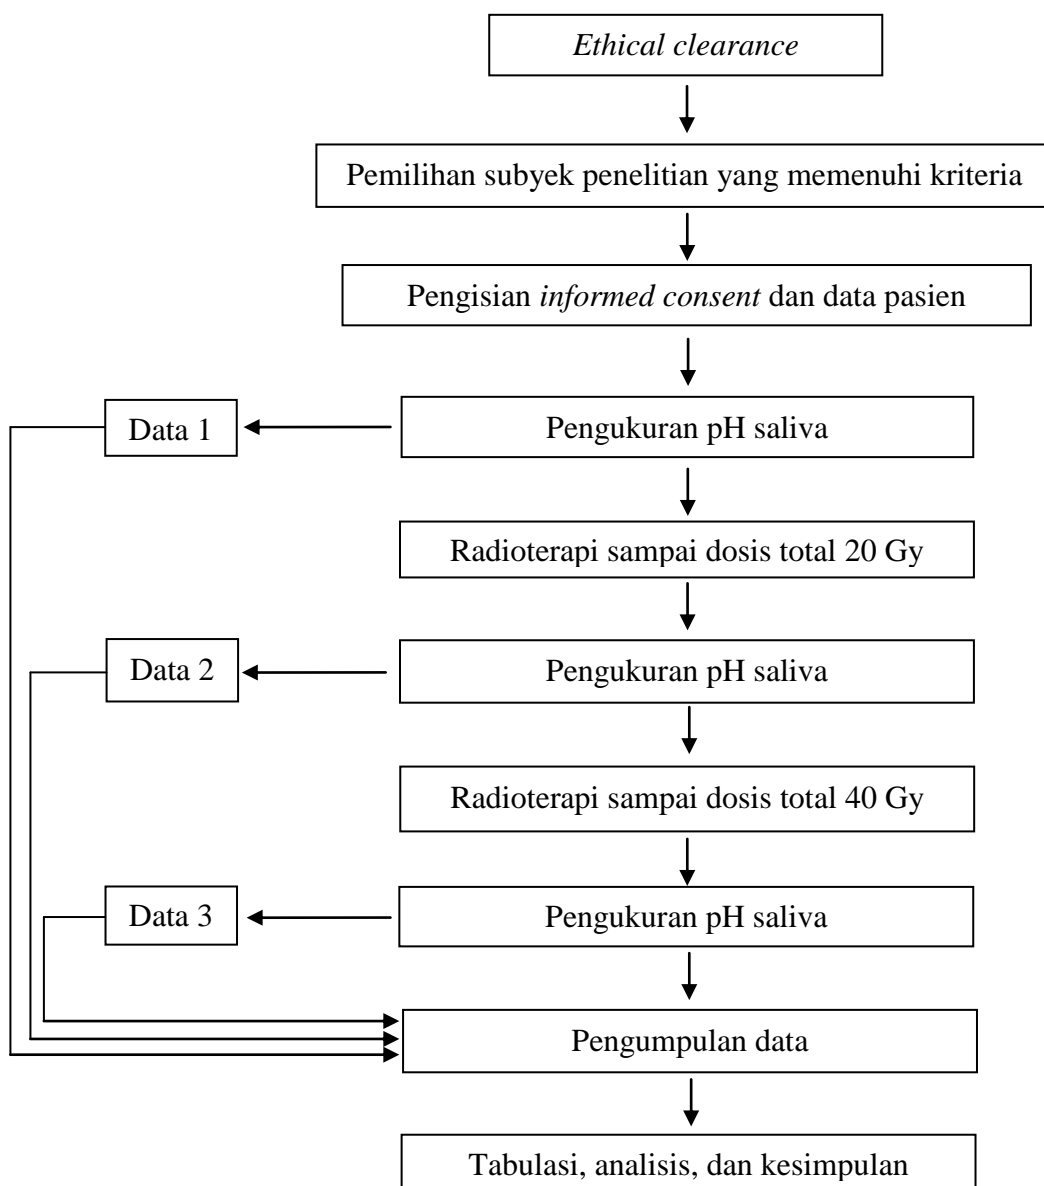 Ethical clearance
Pemilihan subyek penelitian yang memenuhi kriteria
Pengisian informed consent dan data pasien
Data 1
Pengukuran pH saliva
Radioterapi sampai dosis total 20 Gy
Data 2
Pengukuran pH saliva
Radioterapi sampai dosis total 40 Gy
Data 3
Pengukuran pH saliva
Pengumpulan data
Tabulasi, analisis, dan kesimpulan